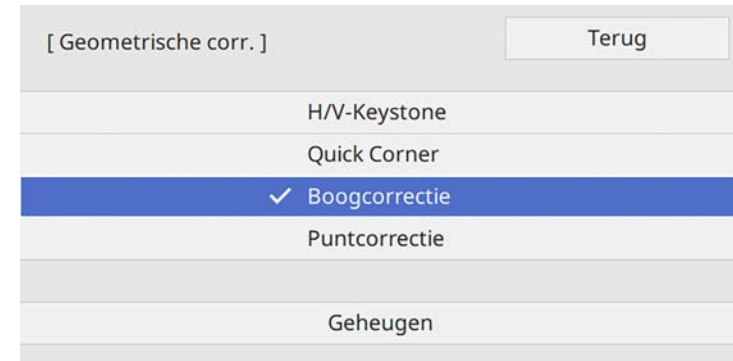 [ Geometrische corr. ]
Terug
H/V-Keystone
Quick Corner
Boogcorrectie
Puntcorrectie
Geheugen